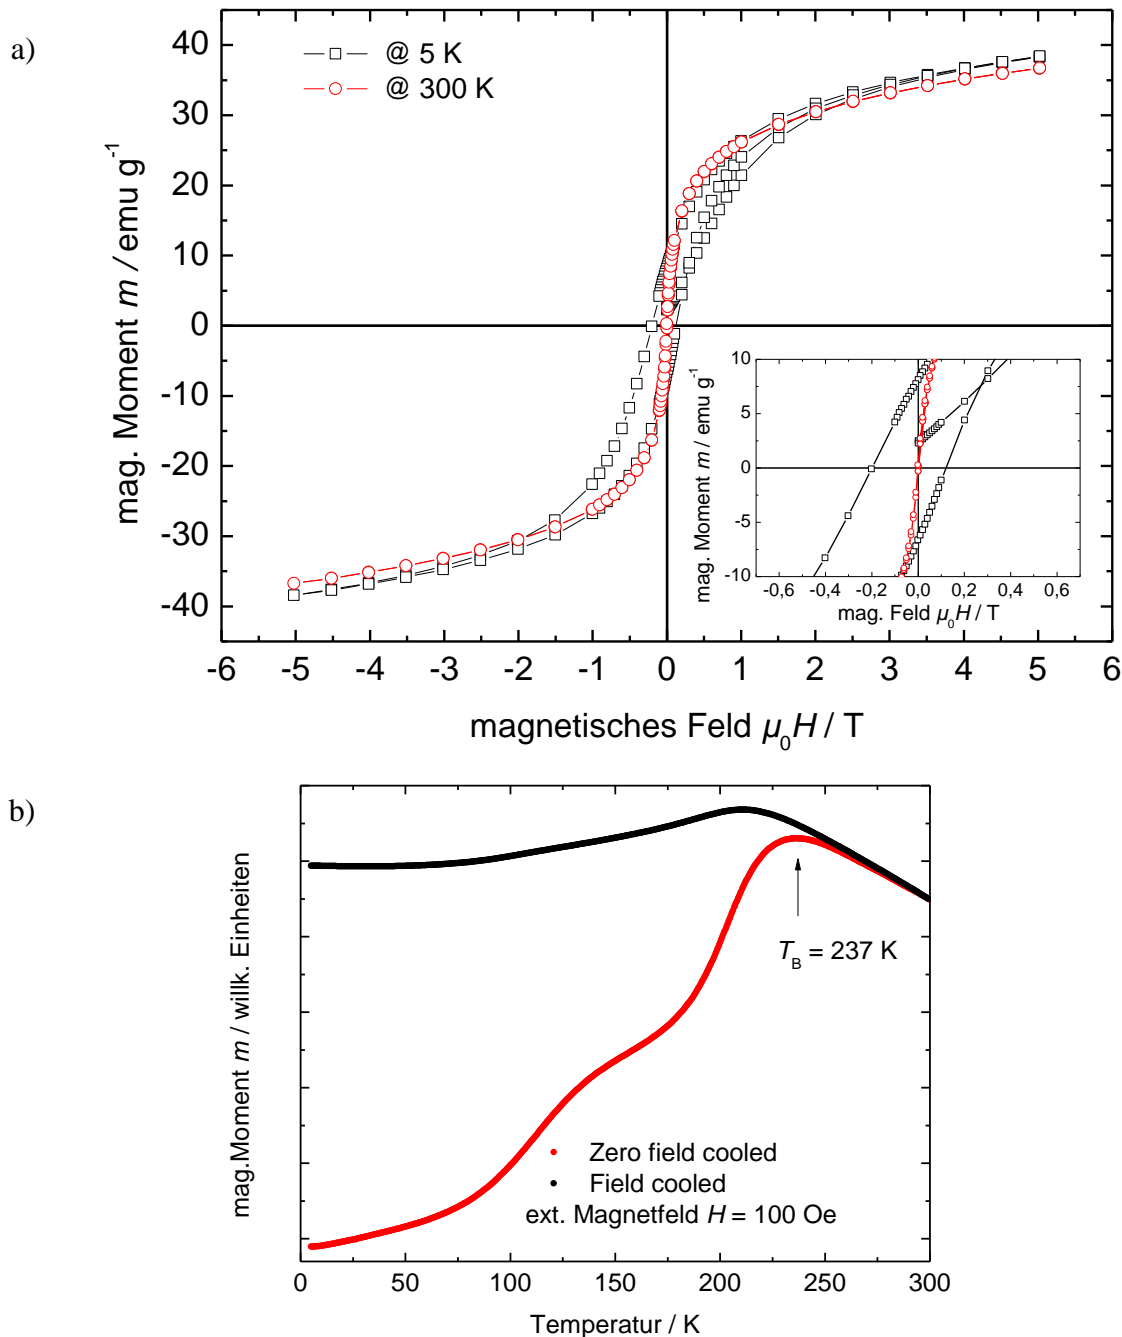 a)
40
30
20
10
0
-10
-20
-30
-40
mag. Moment m / emu g⁻¹
@ 5 K
@ 300 K
10
5
0
-5
-10
mag. Moment m / emu g⁻¹
-0,6 -0,4 -0,2 0,0 0,2 0,4 0,6
mag. Feld μ₀H / T
-6 -5 -4 -3 -2 -1 0 1 2 3 4 5 6
magnetisches Feld μ₀H / T
b)
mag.Moment m / willk. Einheiten
T_B = 237 K
Zero field cooled
Field cooled
ext. Magnetfeld H = 100 Oe
0 50 100 150 200 250 300
Temperatur / K